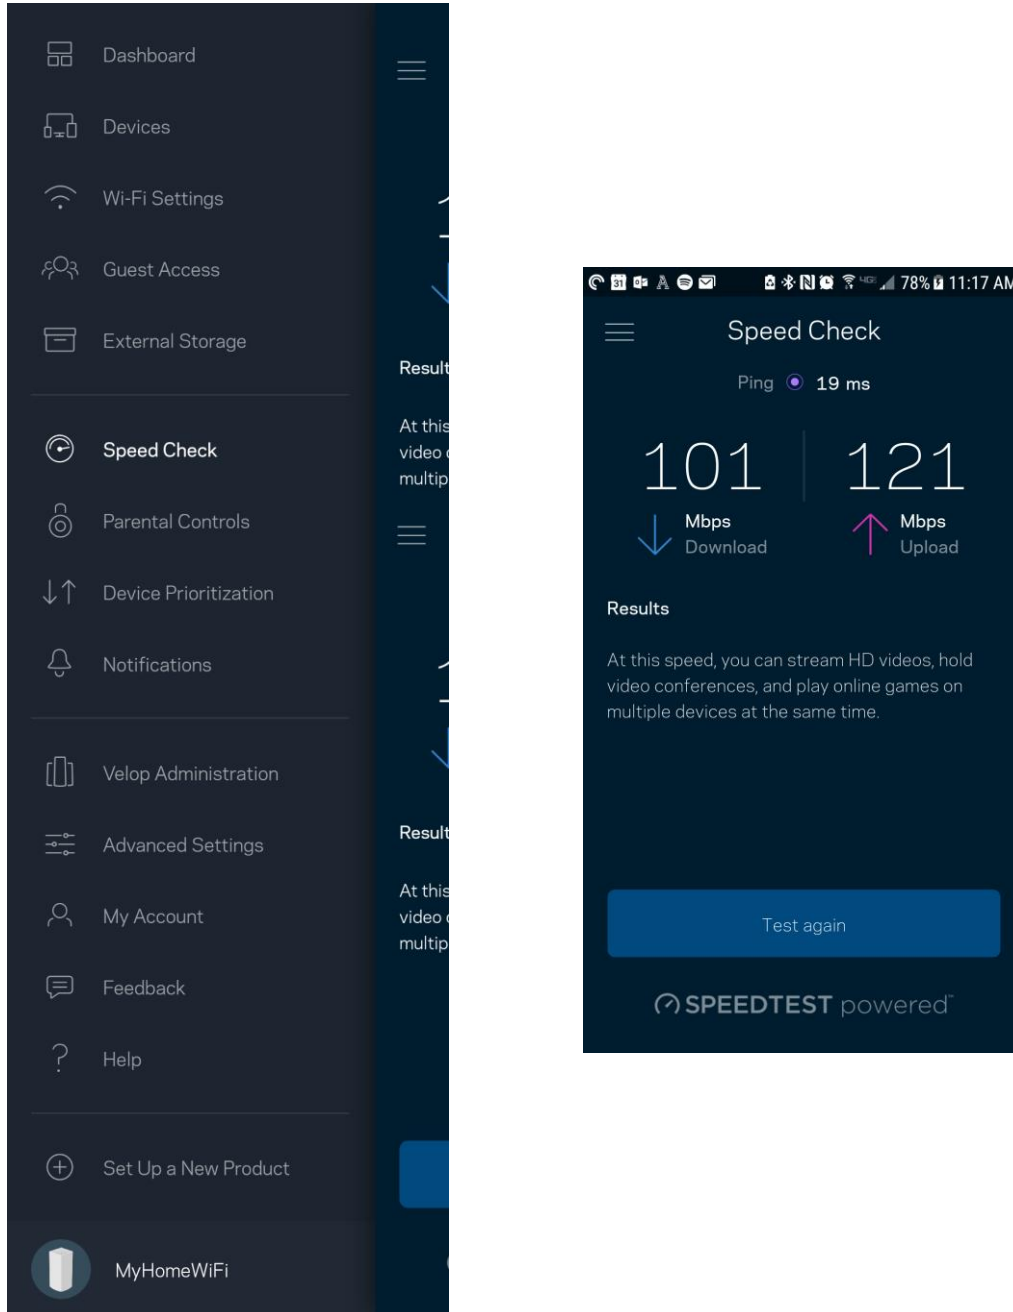 Dashboard
Devices
Wi-Fi Settings
Guest Access
External Storage
Speed Check
Parental Controls
Device Prioritization
Notifications
Velop Administration
Advanced Settings
My Account
Feedback
? Help
Set Up a New Product
MyHomeWiFi
Result
At this
video
multip
Result
At this
video
multip
31 78% 11:17 AM
Speed Check
Ping 19 ms
101 121
Mbps Mbps
Download Upload
Results
At this speed, you can stream HD videos, hold
video conferences, and play online games on
multiple devices at the same time.
Test again
SPEEDTEST powered™